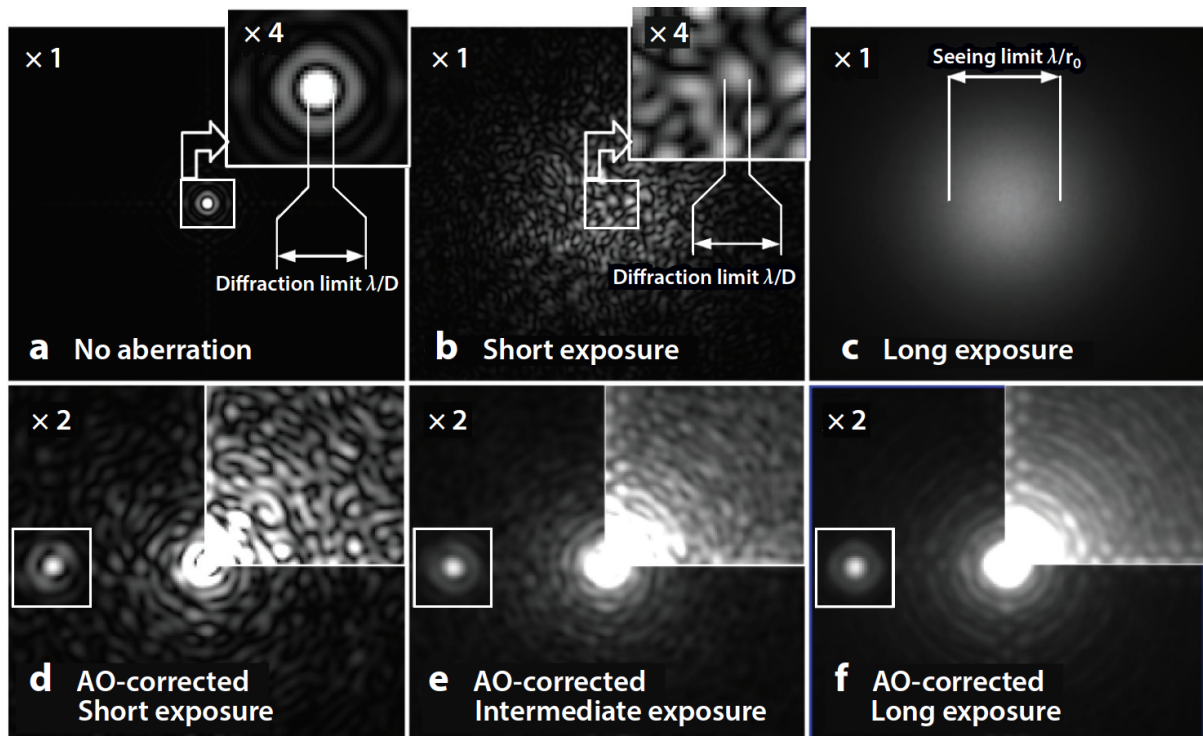 × 1
× 4
Diffraction limit λ/D
a No aberration
× 1
× 4
Diffraction limit λ/D
b Short exposure
× 1
Seeing limit λ/r₀
c Long exposure
× 2
d AO-corrected
Short exposure
× 2
e AO-corrected
Intermediate exposure
× 2
f AO-corrected
Long exposure